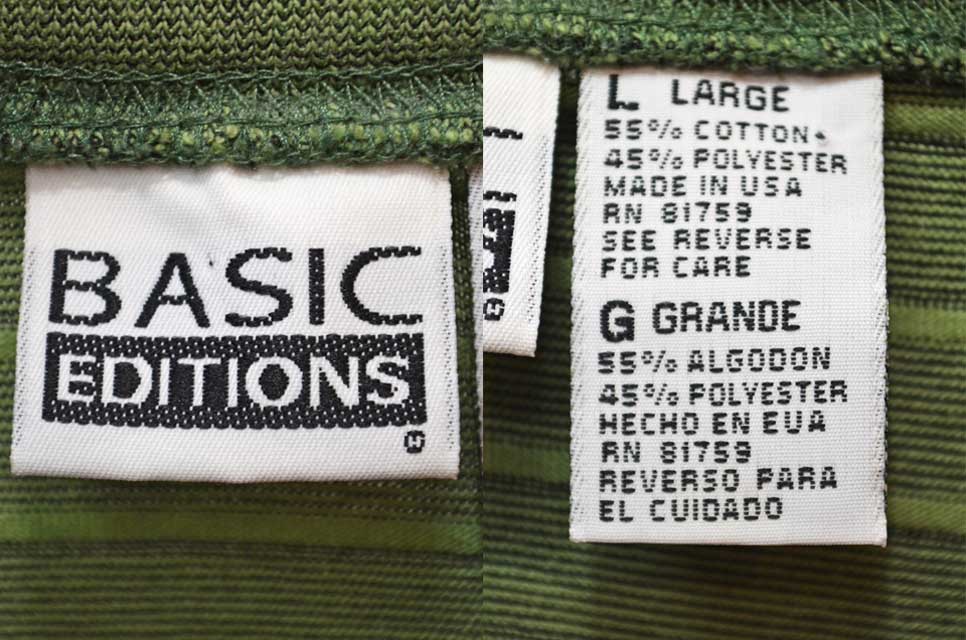 BASIC
EDITIONS
L LARGE
55% COTTON
45% POLYESTER
MADE IN USA
RN 81759
SEE REVERSE
FOR CARE
G GRANDE
55% ALGODON
45% POLYESTER
HECHO EN EUA
RN 81759
REVERSO PARA
EL CUIDADO